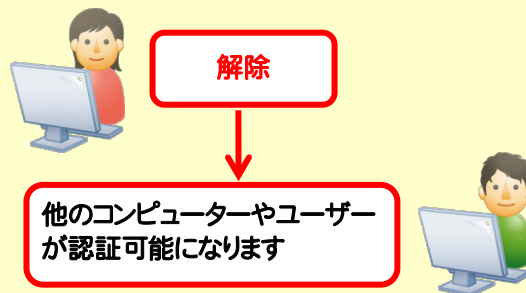 解除
他のコンピューターやユーザー
が認証可能になります